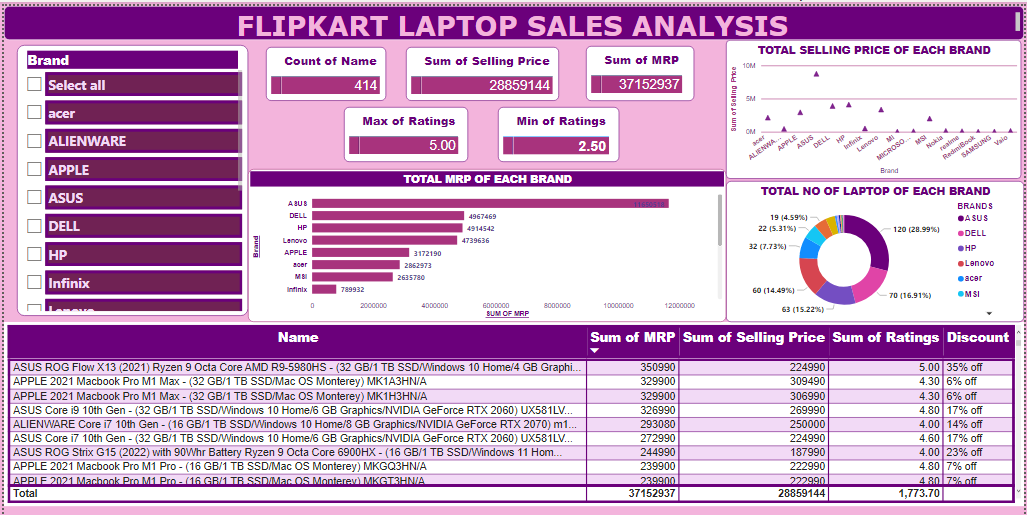 FLIPKART LAPTOP SALES ANALYSIS
Brand
Select all
acer
ALIENWARE
APPLE
ASUS
DELL
HP
Infinix
Lenovo
Count of Name
414
Sum of Selling Price
28859144
Sum of MRP
37152937
Max of Ratings
5.00
Min of Ratings
2.50
TOTAL MRP OF EACH BRAND
Brand
ASUS
DELL 4967469
HP 4914542
Lenovo 4739636
APPLE 3172190
acer 2862973
MSI 2635780
Infinix 789932
0 2000000 4000000 6000000 8000000 10000000 12000000
SUM OF MRP
TOTAL SELLING PRICE OF EACH BRAND
Sum of Selling Price
10M
5M
0M
acer ALIENWA... APPLE ASUS DELL HP Infinix Lenovo MI MICROSO... MSI Nokia realme RedmiBook SAMSUNG Vaio
Brand
TOTAL NO OF LAPTOP OF EACH BRAND
19 (4.59%)
22 (5.31%)
32 (7.73%)
60 (14.49%)
63 (15.22%)
70 (16.91%)
120 (28.99%)
BRANDS
ASUS
DELL
HP
Lenovo
acer
MSI
Name Sum of MRP Sum of Selling Price Sum of Ratings Discount
ASUS ROG Flow X13 (2021) Ryzen 9 Octa Core AMD R9-5980HS - (32 GB/1 TB SSD/Windows 10 Home/4 GB Graphi... 350990 224990 5.00 35% off
APPLE 2021 Macbook Pro M1 Max - (32 GB/1 TB SSD/Mac OS Monterey) MK1A3HN/A 329900 309490 4.30 6% off
APPLE 2021 Macbook Pro M1 Max - (32 GB/1 TB SSD/Mac OS Monterey) MK1H3HN/A 329900 306990 4.30 6% off
ASUS Core i9 10th Gen - (32 GB/1 TB SSD/Windows 10 Home/6 GB Graphics/NVIDIA GeForce RTX 2060) UX581LV... 326990 269990 4.80 17% off
ALIENWARE Core i7 10th Gen - (16 GB/1 TB SSD/Windows 10 Home/8 GB Graphics/NVIDIA GeForce RTX 2070) m1... 293080 250000 4.00 14% off
ASUS Core i7 10th Gen - (32 GB/1 TB SSD/Windows 10 Home/6 GB Graphics/NVIDIA GeForce RTX 2060) UX581LV... 272990 224990 4.60 17% off
ASUS ROG Strix G15 (2022) with 90Whr Battery Ryzen 9 Octa Core 6900HX - (16 GB/1 TB SSD/Windows 11 Hom... 244990 187990 4.00 23% off
APPLE 2021 Macbook Pro M1 Pro - (16 GB/1 TB SSD/Mac OS Monterey) MKGQ3HN/A 239900 222990 4.80 7% off
APPLE 2021 Macbook Pro M1 Pro - (16 GB/1 TB SSD/Mac OS Monterey) MKGT3HN/A 239900 222990 4.80 7% off
Total 37152937 28859144 1,773.70